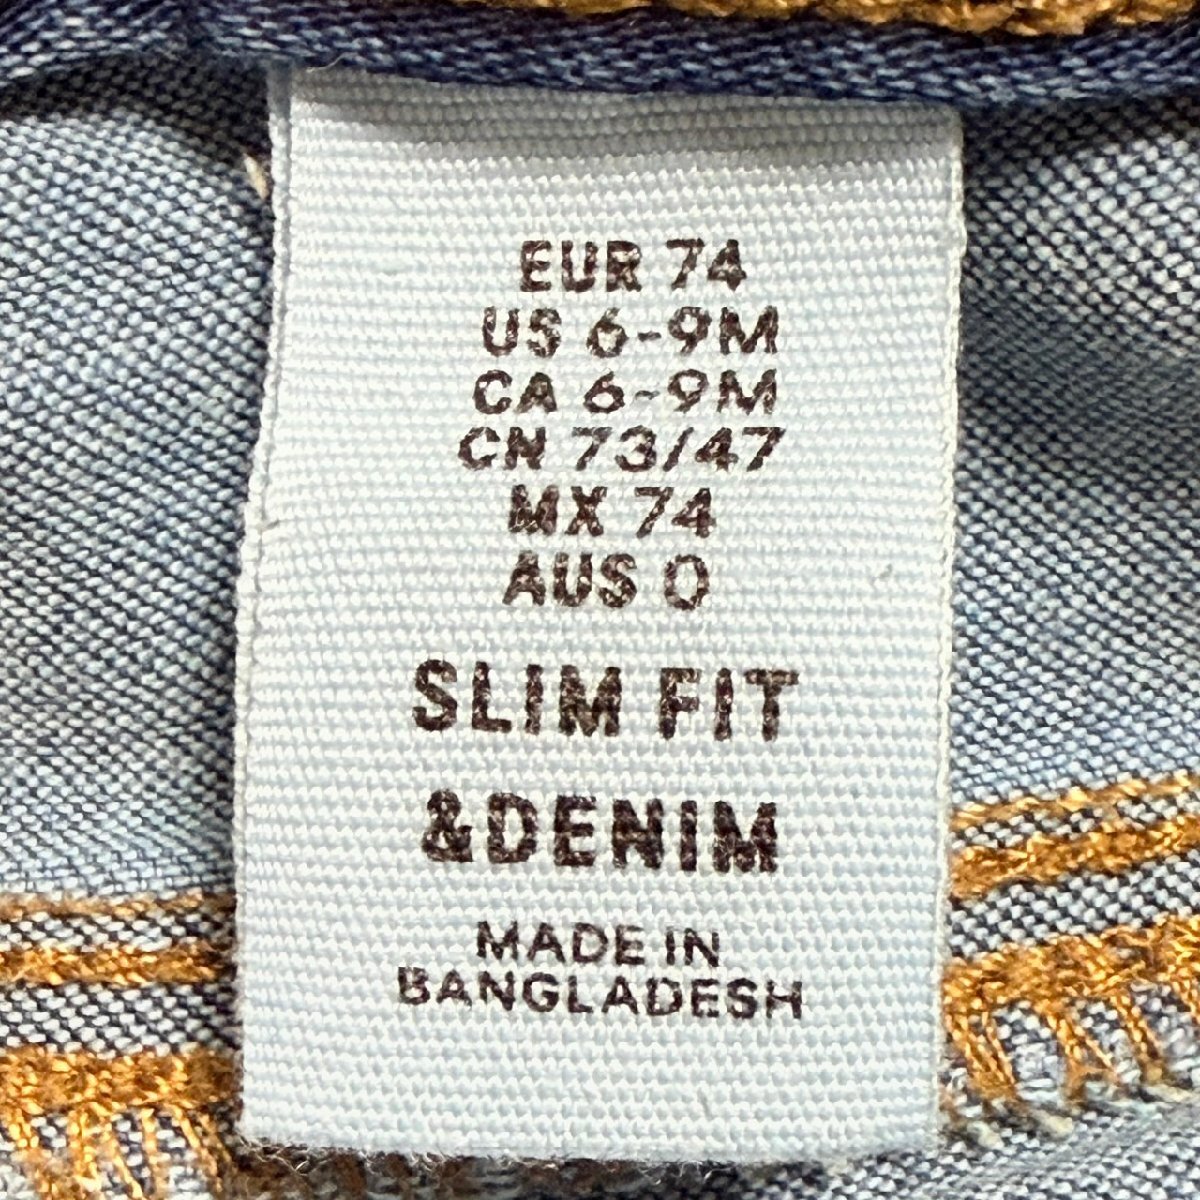 EUR 74
US 6-9M
CA 6-9M
CN 73/47
MX 74
AUS 0
SLIM FIT
&DENIM
MADE IN
BANGLADESH